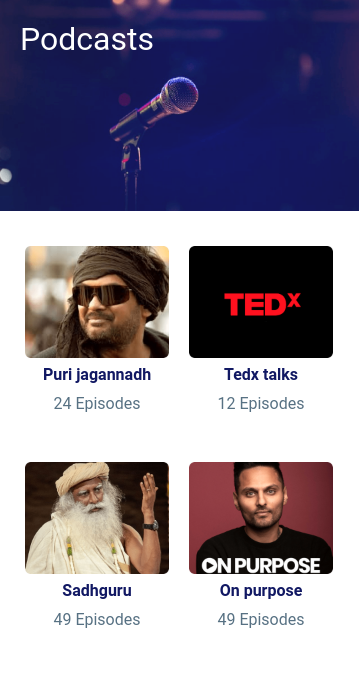 Podcasts
TEDx
Puri jagannadh
Tedx talks
24 Episodes
12 Episodes
ON PURPOSE
Sadhguru
On purpose
49 Episodes
49 Episodes